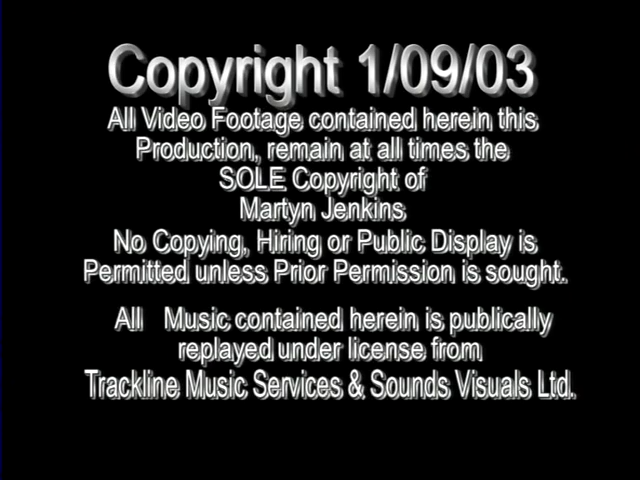 Copyright 1/09/03
All Video Footage contained herein this
Production, remain at all times the
SOLE Copyright of
Martyn Jenkins
No Copying, Hiring or Public Display is
Permitted unless Prior Permission is sought.
All Music contained herein is publically
replayed under license from
Trackline Music Services & Sounds Visuals Ltd.